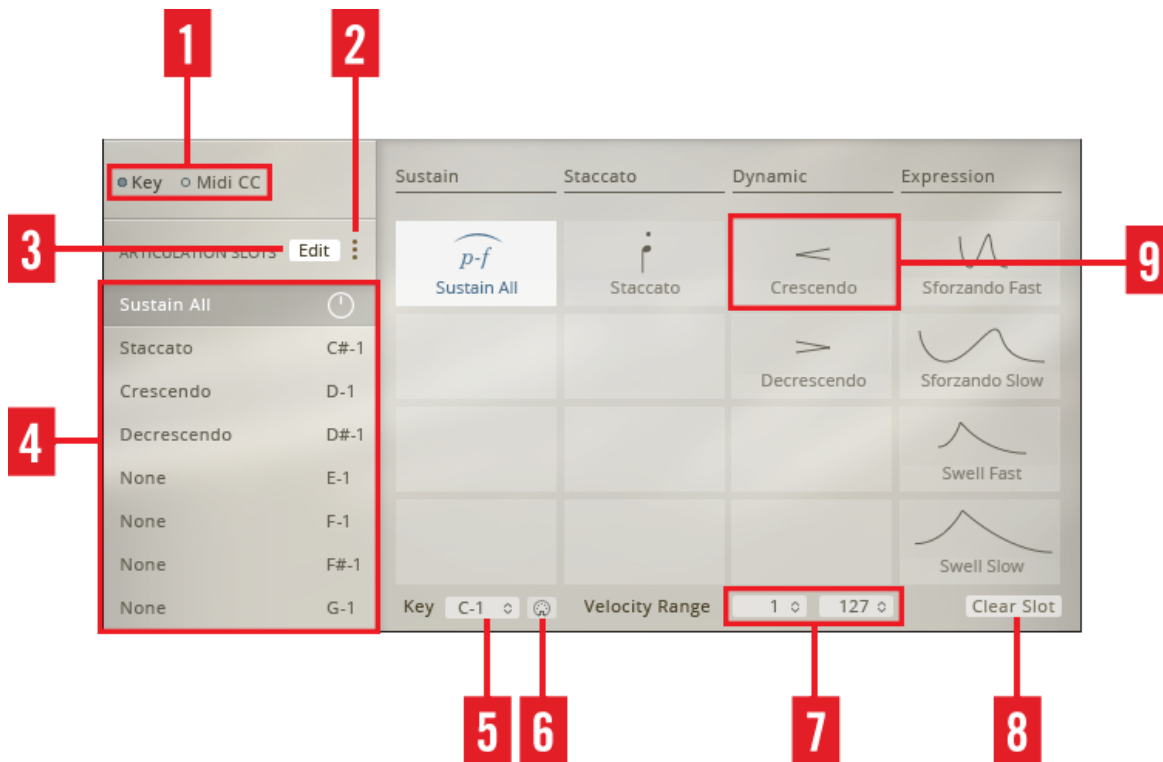 1 2
Key Midi CC
Sustain Staccato Dynamic Expression
3 ARTICULATION SLOTS Edit
p-f
Sustain All Staccato Crescendo Sforzando Fast
9
Sustain All
Staccato C#-1
Decrescendo Sforzando Slow
Crescendo D-1
4
Decrescendo D#-1
None E-1
Swell Fast
None F-1
None F#-1
Swell Slow
None G-1
Key C-1 Velocity Range 1 127 Clear Slot
5 6 7 8